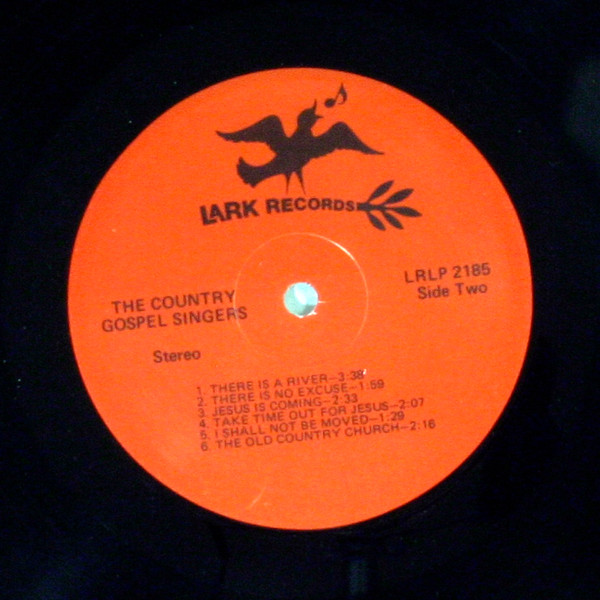 LARK RECORDS
THE COUNTRY
GOSPEL SINGERS
LRLP 2185
Side Two
Stereo
1. THERE IS A RIVER—3:38
2. THERE IS NO EXCUSE—1:59
3. JESUS IS COMING—2:33
4. TAKE TIME OUT FOR JESUS—2:07
5. I SHALL NOT BE MOVED—1:29
6. THE OLD COUNTRY CHURCH—2:16